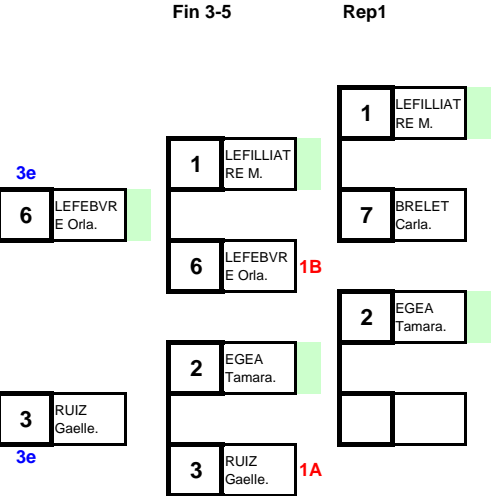 Fin 3-5
Rep1
1
LEFILLIAT
RE M.
1
LEFILLIAT
RE M.
3e
6
LEFEBVR
E Orla.
7
BRELET
Carla.
6
LEFEBVR
E Orla.
1B
2
EGEA
Tamara.
2
EGEA
Tamara.
3
RUIZ
Gaelle.
3e
3
RUIZ
Gaelle.
1A